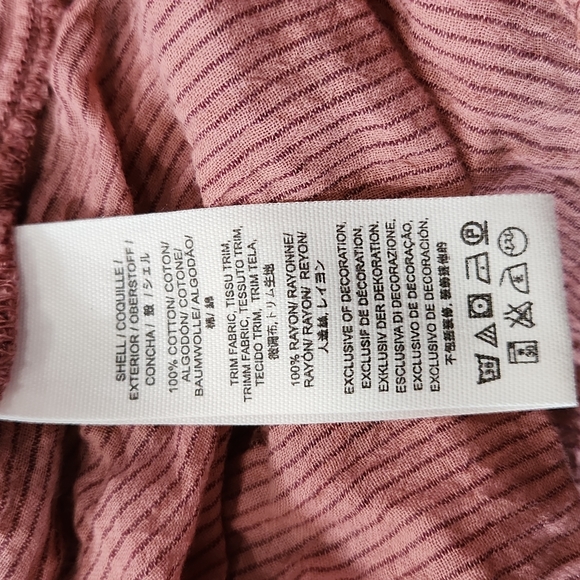 SHELL / COQUILLE /
EXTERIOR / OBERSTOFF /
CONCHA / 殻 / シェル
100% COTTON/ COTON/
ALGODÓN/ COTONE/
BAUMWOLLE/ ALGODÃO/
棉/ 綿
TRIM FABRIC, TISSU TRIM,
TRIMM FABRIC, TESSUTO TRIM,
TECIDO TRIM, TRIM TELA,
微调布, トリム生地
100% RAYON/ RAYONNE/
RAYÓN/ RAYON/ REYON/
人造絲, レイヨン
EXCLUSIVE OF DECORATION,
EXCLUSIF DE DÉCORATION,
EXKLUSIV DER DEKORATION,
ESCLUSIVA DI DECORAZIONE,
EXCLUSIVO DE DECORAÇÃO,
EXCLUSIVO DE DECORACIÓN,
30
P